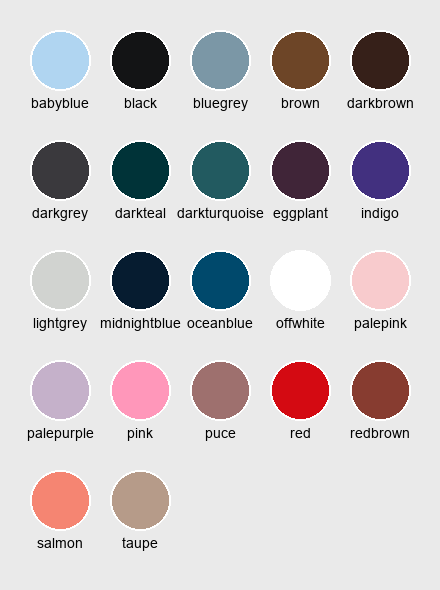 babyblue black bluegrey brown darkbrown
darkgrey darkteal darkturquoise eggplant indigo
lightgrey midnightblue oceanblue offwhite palepink
palepurple pink puce red redbrown
salmon taupe